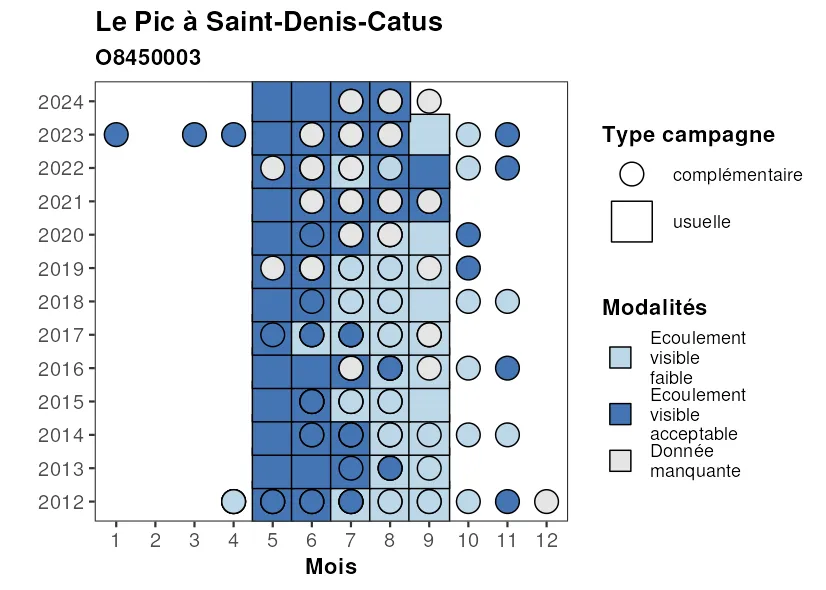 Le Pic à Saint-Denis-Catus
O8450003
2024
2023
2022
2021
2020
2019
2018
2017
2016
2015
2014
2013
2012
1 2 3 4 5 6 7 8 9 10 11 12
Mois
Type campagne
complémentaire
usuelle
Modalités
Ecoulement
visible
faible
Ecoulement
visible
acceptable
Donnée
manquante